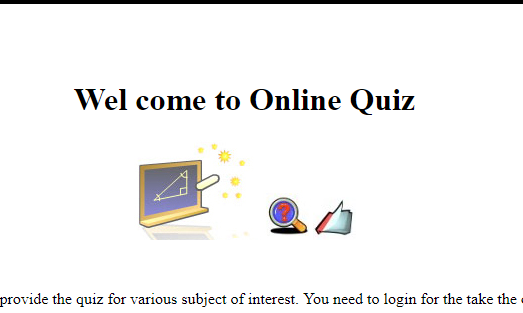 Wel come to Online Quiz
?
provide the quiz for various subject of interest. You need to login for the take the